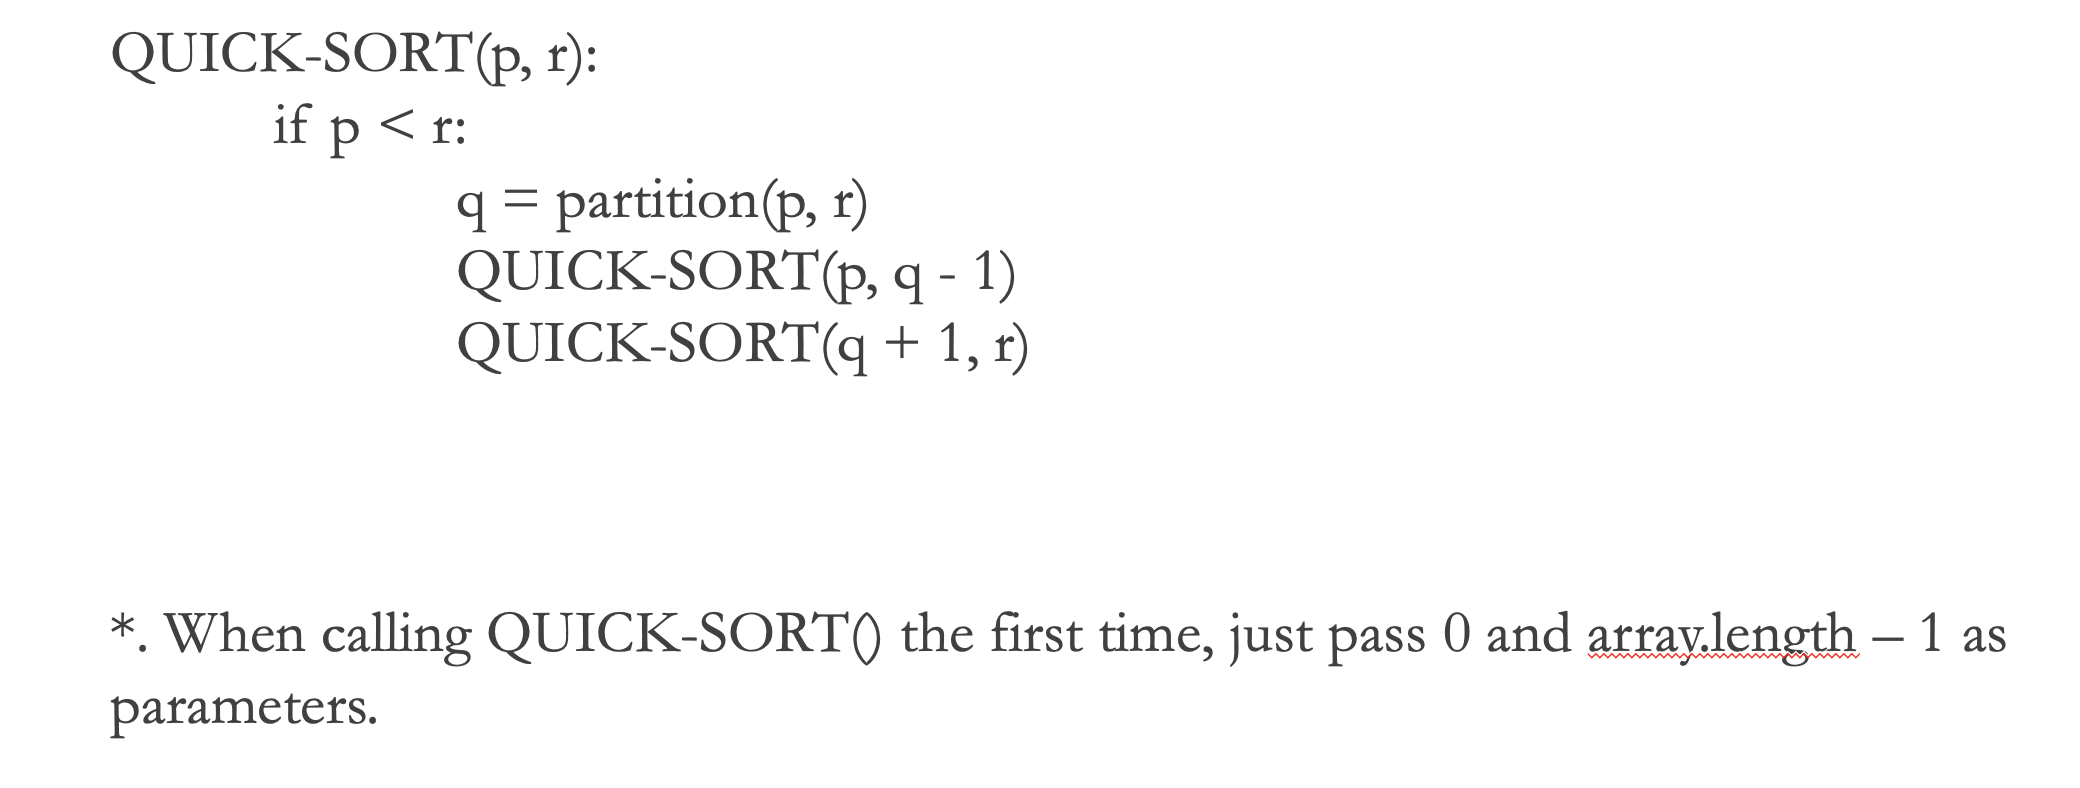 QUICK-SORT(p, r):
if p < r:
q = partition(p, r)
QUICK-SORT(p, q - 1)
QUICK-SORT(q + 1, r)
*. When calling QUICK-SORT() the first time, just pass 0 and array.length – 1 as
parameters.